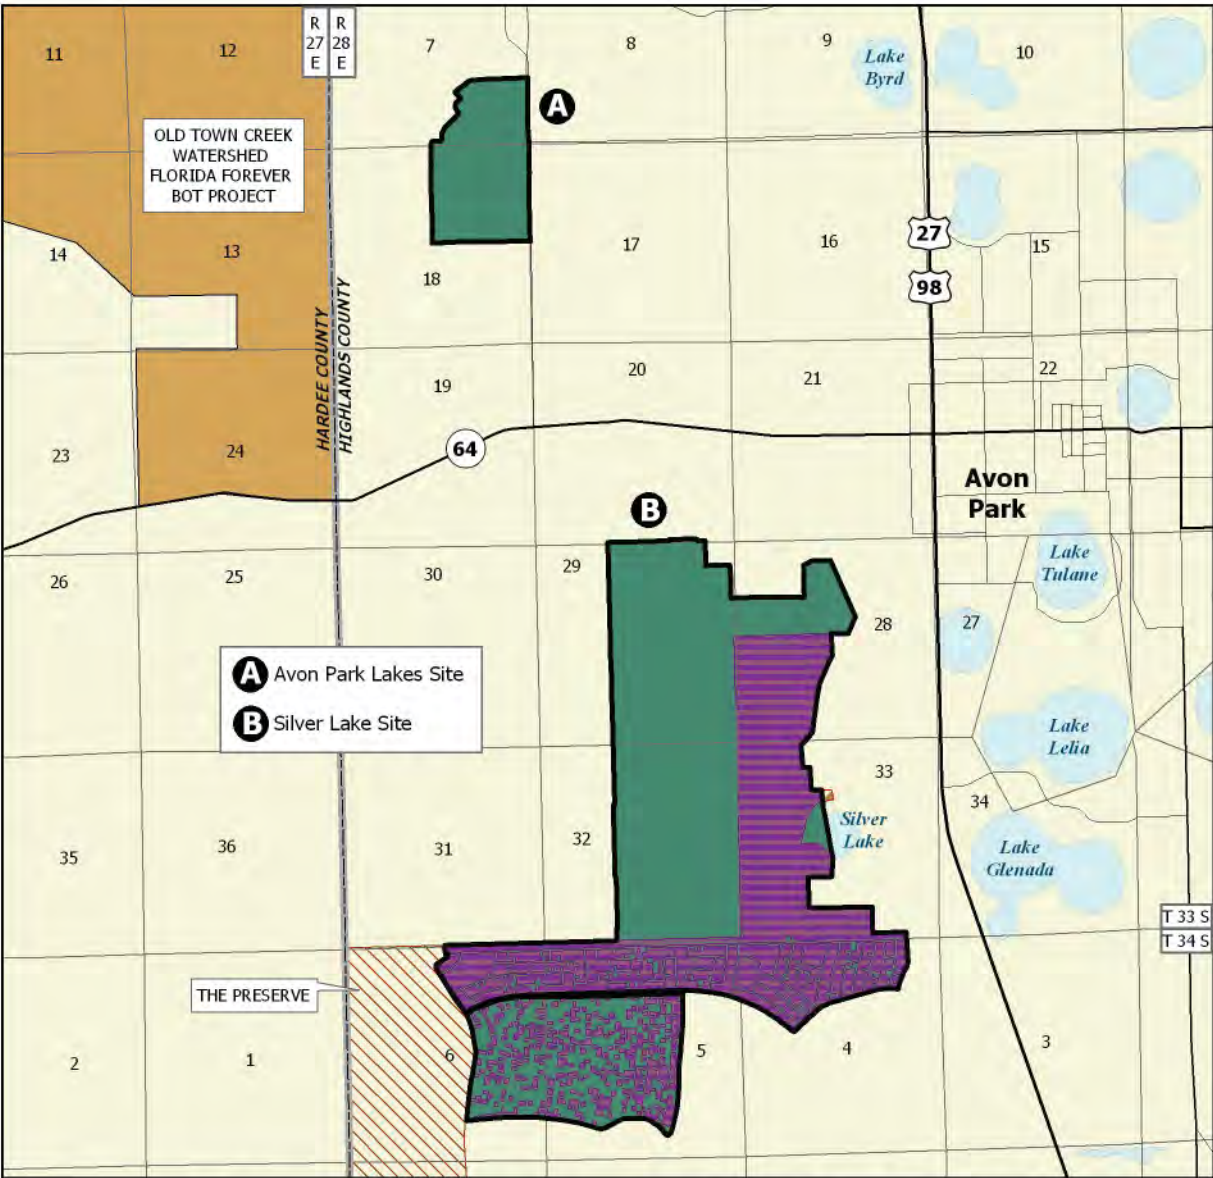 11
12
R
27
E
R
28
E
7
8
9
10
Lake
Byrd
A
OLD TOWN CREEK
WATERSHED
FLORIDA FOREVER
BOT PROJECT
14
13
18
17
16
27
15
98
HARDEE COUNTY
HIGHLANDS COUNTY
19
20
21
22
23
24
64
Avon
Park
B
26
25
30
29
28
27
Lake
Tulane
A Avon Park Lakes Site
B Silver Lake Site
Lake
Lelia
33
34
Silver
Lake
35
36
31
32
Lake
Glenada
T 33 S
T 34 S
THE PRESERVE
2
1
6
5
4
3